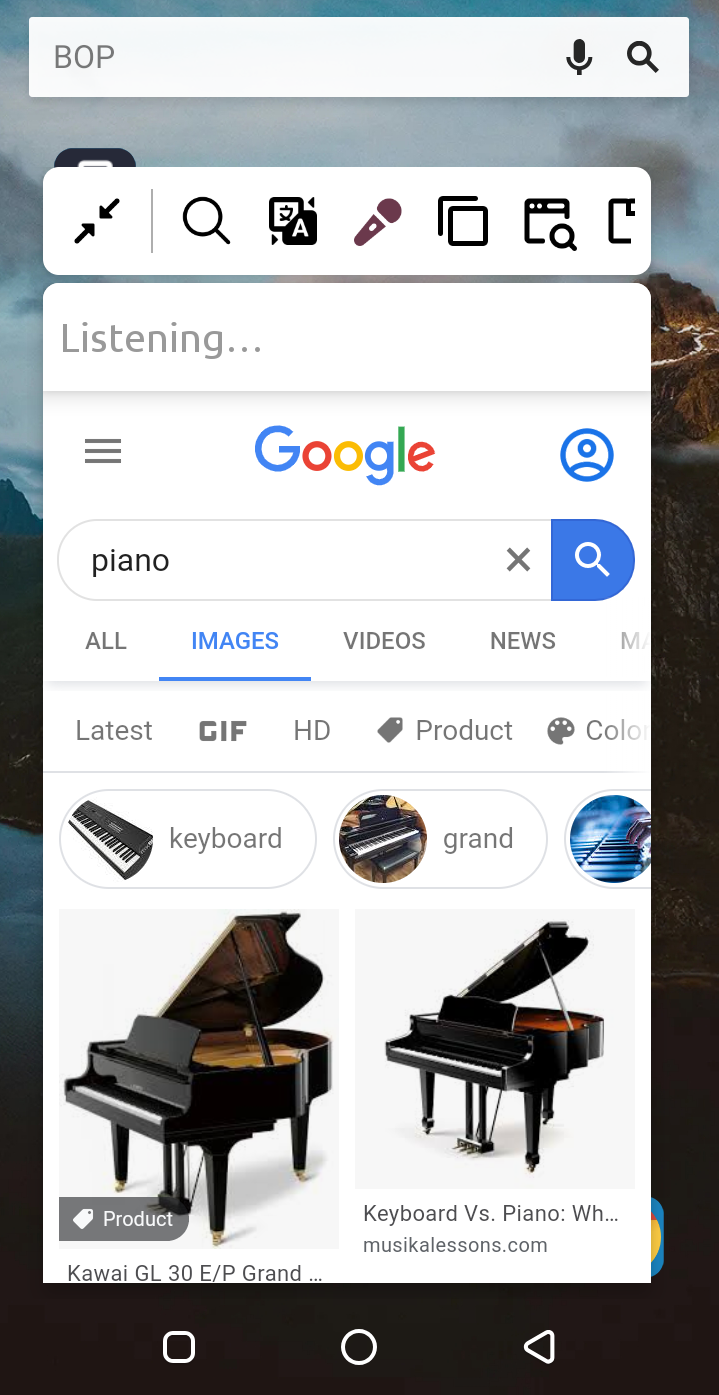 BOP
Listening...
Google
piano
ALL IMAGES VIDEOS NEWS
Latest GIF HD Product Color
keyboard grand
Product
Keyboard Vs. Piano: Wh...
musikalessons.com
Kawai GL 30 E/P Grand ...